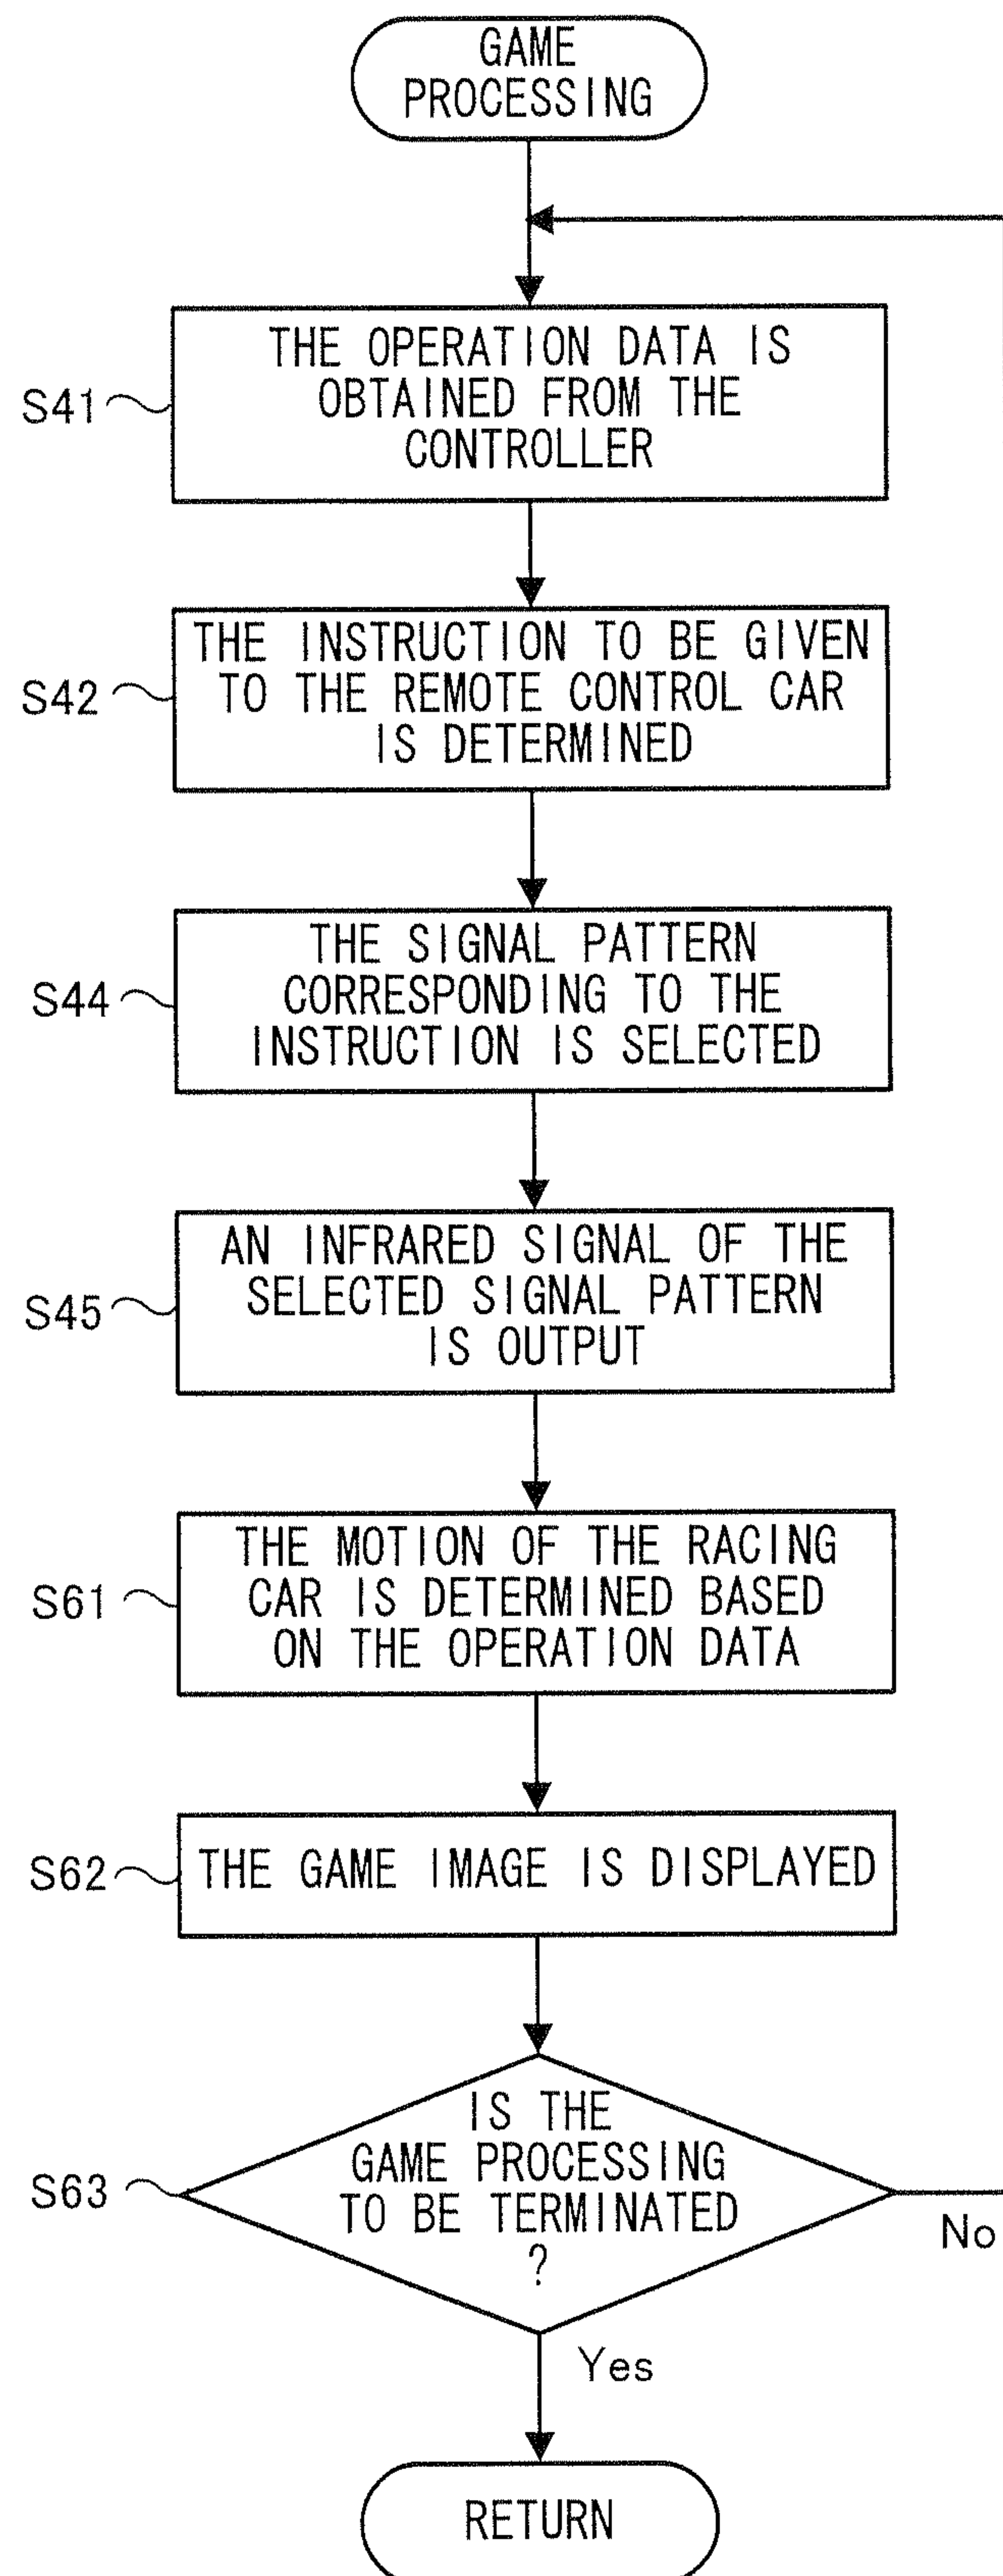 GAME
PROCESSING
S41
THE OPERATION DATA IS
OBTAINED FROM THE
CONTROLLER
S42
THE INSTRUCTION TO BE GIVEN
TO THE REMOTE CONTROL CAR
IS DETERMINED
S44
THE SIGNAL PATTERN
CORRESPONDING TO THE
INSTRUCTION IS SELECTED
S45
AN INFRARED SIGNAL OF THE
SELECTED SIGNAL PATTERN
IS OUTPUT
S61
THE MOTION OF THE RACING
CAR IS DETERMINED BASED
ON THE OPERATION DATA
S62
THE GAME IMAGE IS DISPLAYED
S63
IS THE
GAME PROCESSING
TO BE TERMINATED
?
No
Yes
RETURN